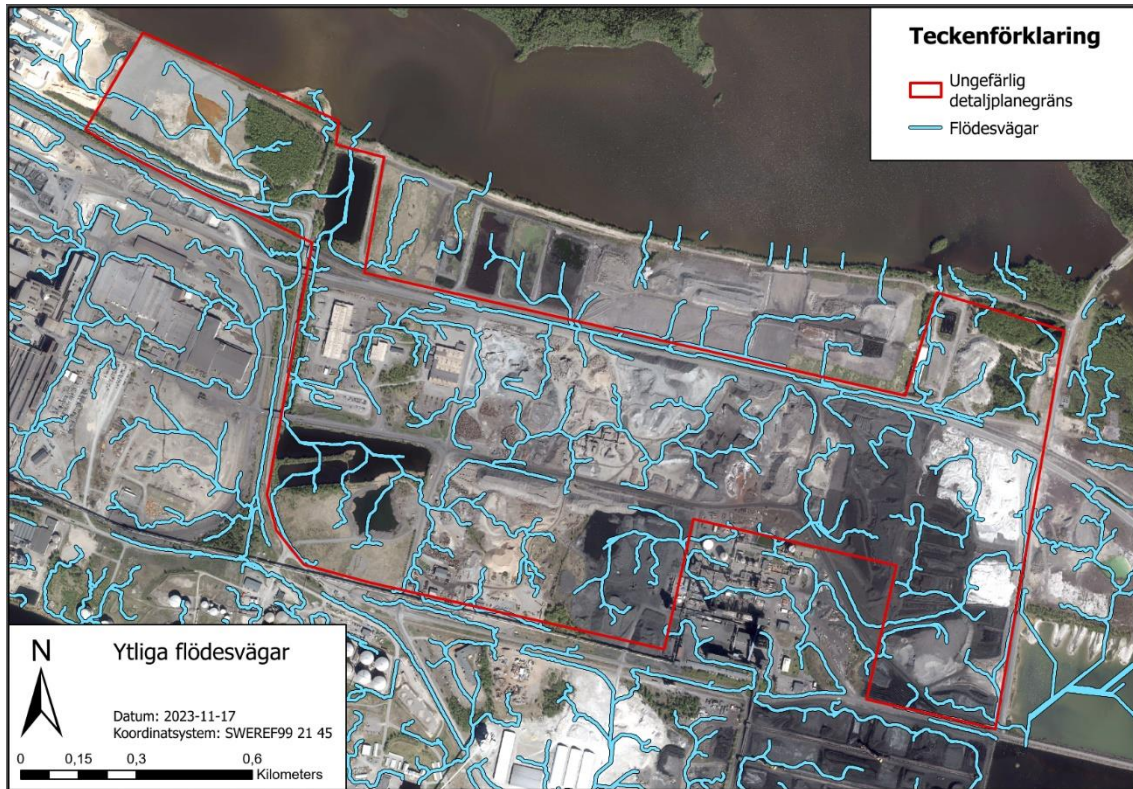 Teckenförklaring
Ungefärlig
detaljplanegräns
Flödesvägar
N
Ytliga flödesvägar
Datum: 2023-11-17
Koordinatsystem: SWEREF99 21 45
0 0,15 0,3 0,6
Kilometers